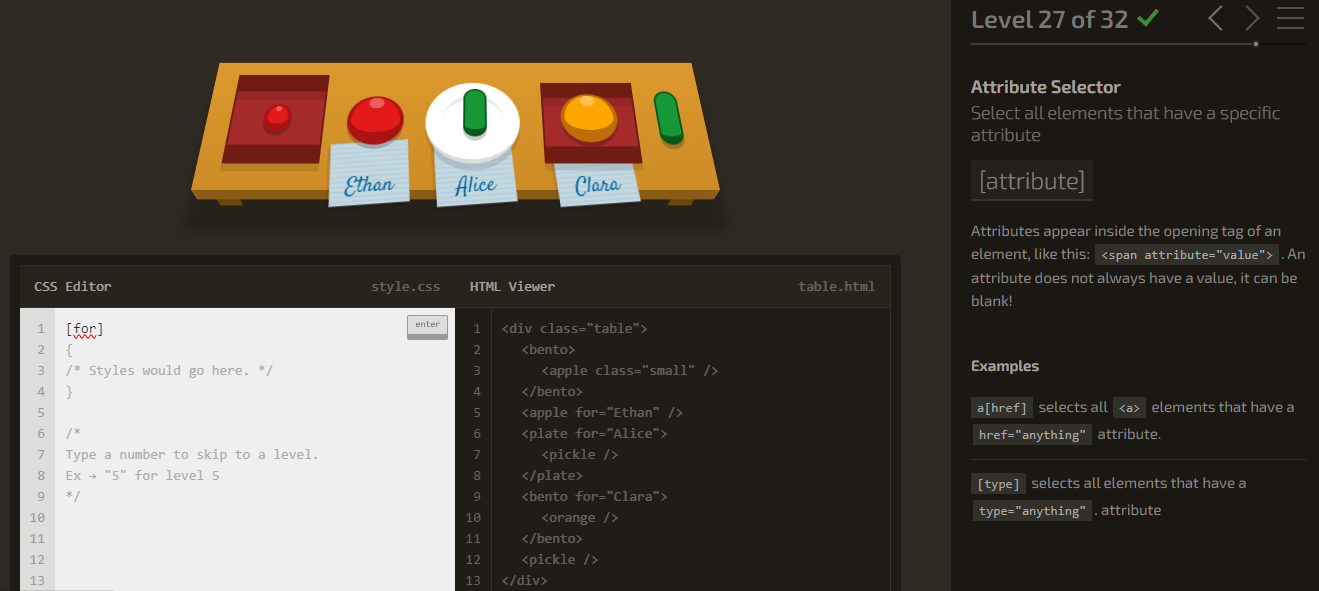 Level 27 of 32
Ethan
Alice
Clara
Attribute Selector
Select all elements that have a specific
attribute
[attribute]
Attributes appear inside the opening tag of an
element, like this: <span attribute="value"> . An
attribute does not always have a value, it can be
blank!
Examples
a[href] selects all <a> elements that have a
href="anything" attribute.
[type] selects all elements that have a
type="anything" . attribute
CSS Editor style.css
enter
1 [for]
2 {
3 /* Styles would go here. */
4 }
5
6 /*
7 Type a number to skip to a level.
8 Ex → "5" for level 5
9 */
10
11
12
13
HTML Viewer table.html
1 <div class="table">
2 <bento>
3 <apple class="small" />
4 </bento>
5 <apple for="Ethan" />
6 <plate for="Alice">
7 <pickle />
8 </plate>
9 <bento for="Clara">
10 <orange />
11 </bento>
12 <pickle />
13 </div>